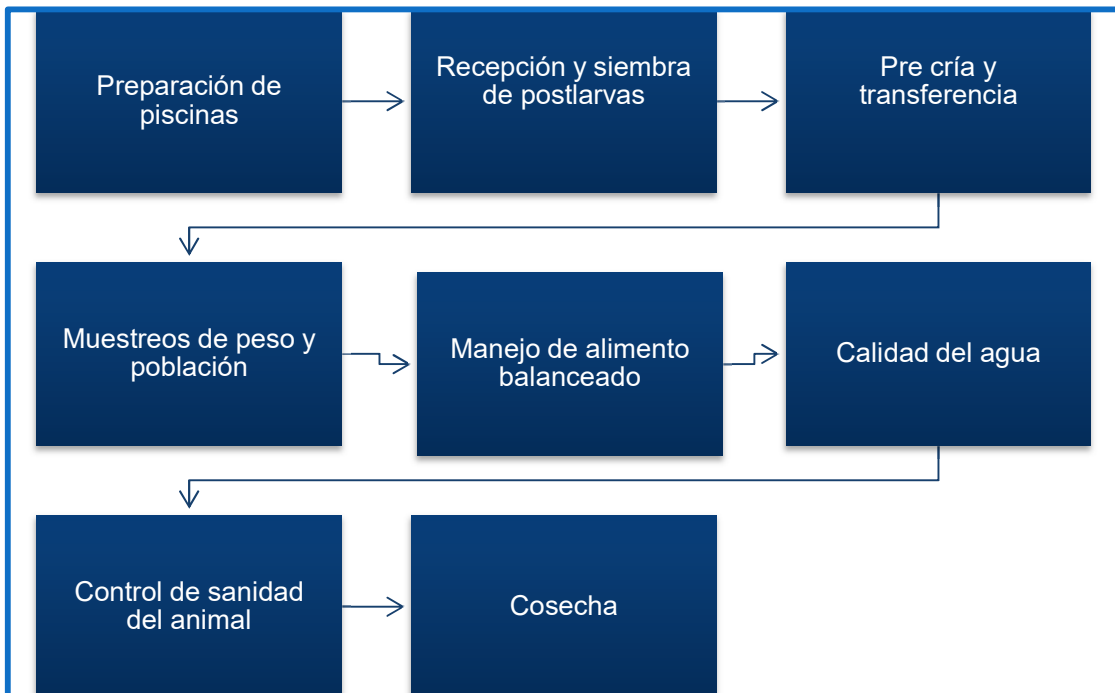 Preparación de
piscinas
Recepción y siembra
de postlarvas
Pre cría y
transferencia
Muestreos de peso y
población
Manejo de alimento
balanceado
Calidad del agua
Control de sanidad
del animal
Cosecha